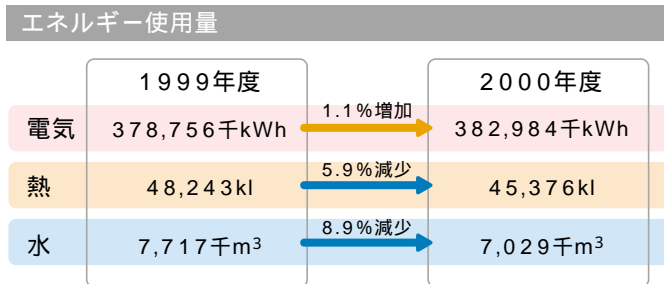 エネルギー使用量
1999年度 2000年度
電気 378,756千kWh 1.1%増加 382,984千kWh
熱 48,243kl 5.9%減少 45,376kl
水 7,717千m³ 8.9%減少 7,029千m³